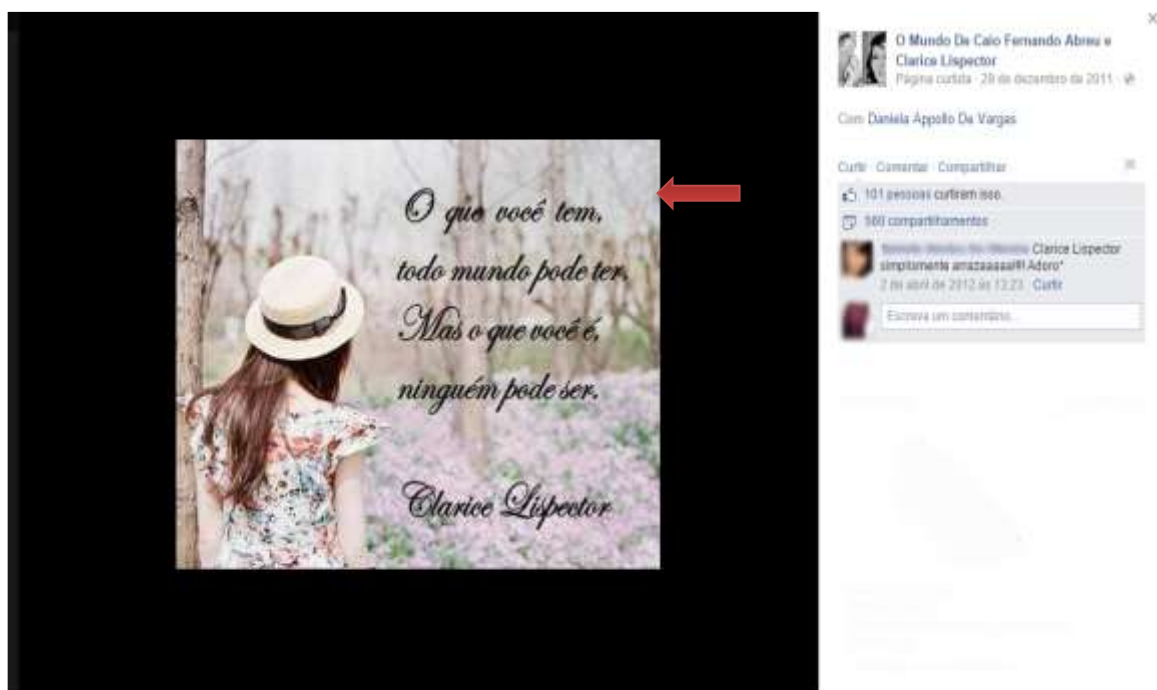 O que você tem,
todo mundo pode ter.
Mas o que você é,
ninguém pode ser.
Clarice Lispector
O Mundo De Caio Fernando Abreu e
Clarice Lispector
Página curtida · 29 de dezembro de 2011
Com Daniela Appollo De Vargas
Curtir · Comentar · Compartilhar
101 pessoas curtiram isso.
560 compartilhamentos
Clarice Lispector
simplismente Adoro*
2 de abril de 2012 às 13:23 · Curtir
Escreva um comentário...